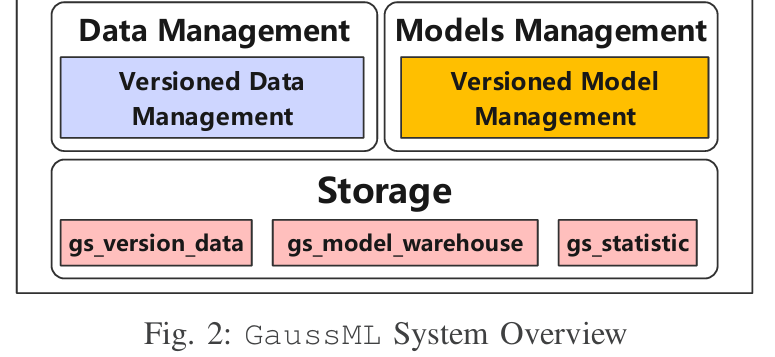 Data Management
Versioned Data
Management
Models Management
Versioned Model
Management
Storage
gs_version_data
gs_model_warehouse
gs_statistic
Fig. 2: GaussML System Overview